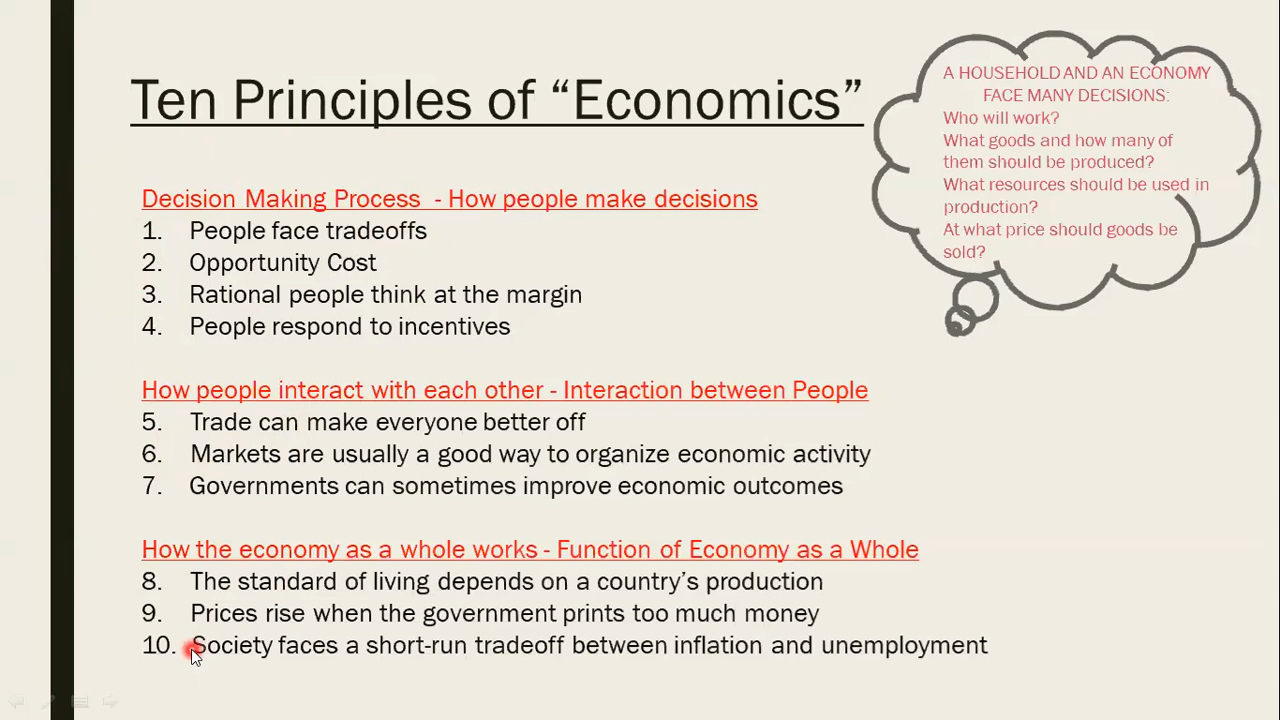 Ten Principles of “Economics”
A HOUSEHOLD AND AN ECONOMY
FACE MANY DECISIONS:
Who will work?
What goods and how many of
them should be produced?
What resources should be used in
production?
At what price should goods be
sold?
Decision Making Process  - How people make decisions
1. People face tradeoffs
2. Opportunity Cost
3. Rational people think at the margin
4. People respond to incentives
How people interact with each other - Interaction between People
5. Trade can make everyone better off
6. Markets are usually a good way to organize economic activity
7. Governments can sometimes improve economic outcomes
How the economy as a whole works - Function of Economy as a Whole
8. The standard of living depends on a country’s production
9. Prices rise when the government prints too much money
10. Society faces a short-run tradeoff between inflation and unemployment